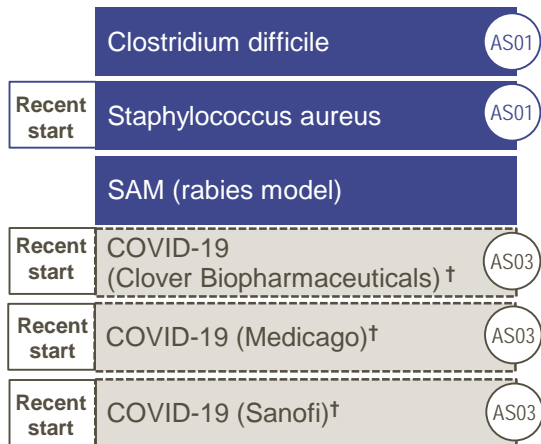 Clostridium difficile AS01
Recent start Staphylococcus aureus AS01
SAM (rabies model)
Recent start COVID-19
(Clover Biopharmaceuticals)† AS03
Recent start COVID-19 (Medicago)† AS03
Recent start COVID-19 (Sanofi)† AS03